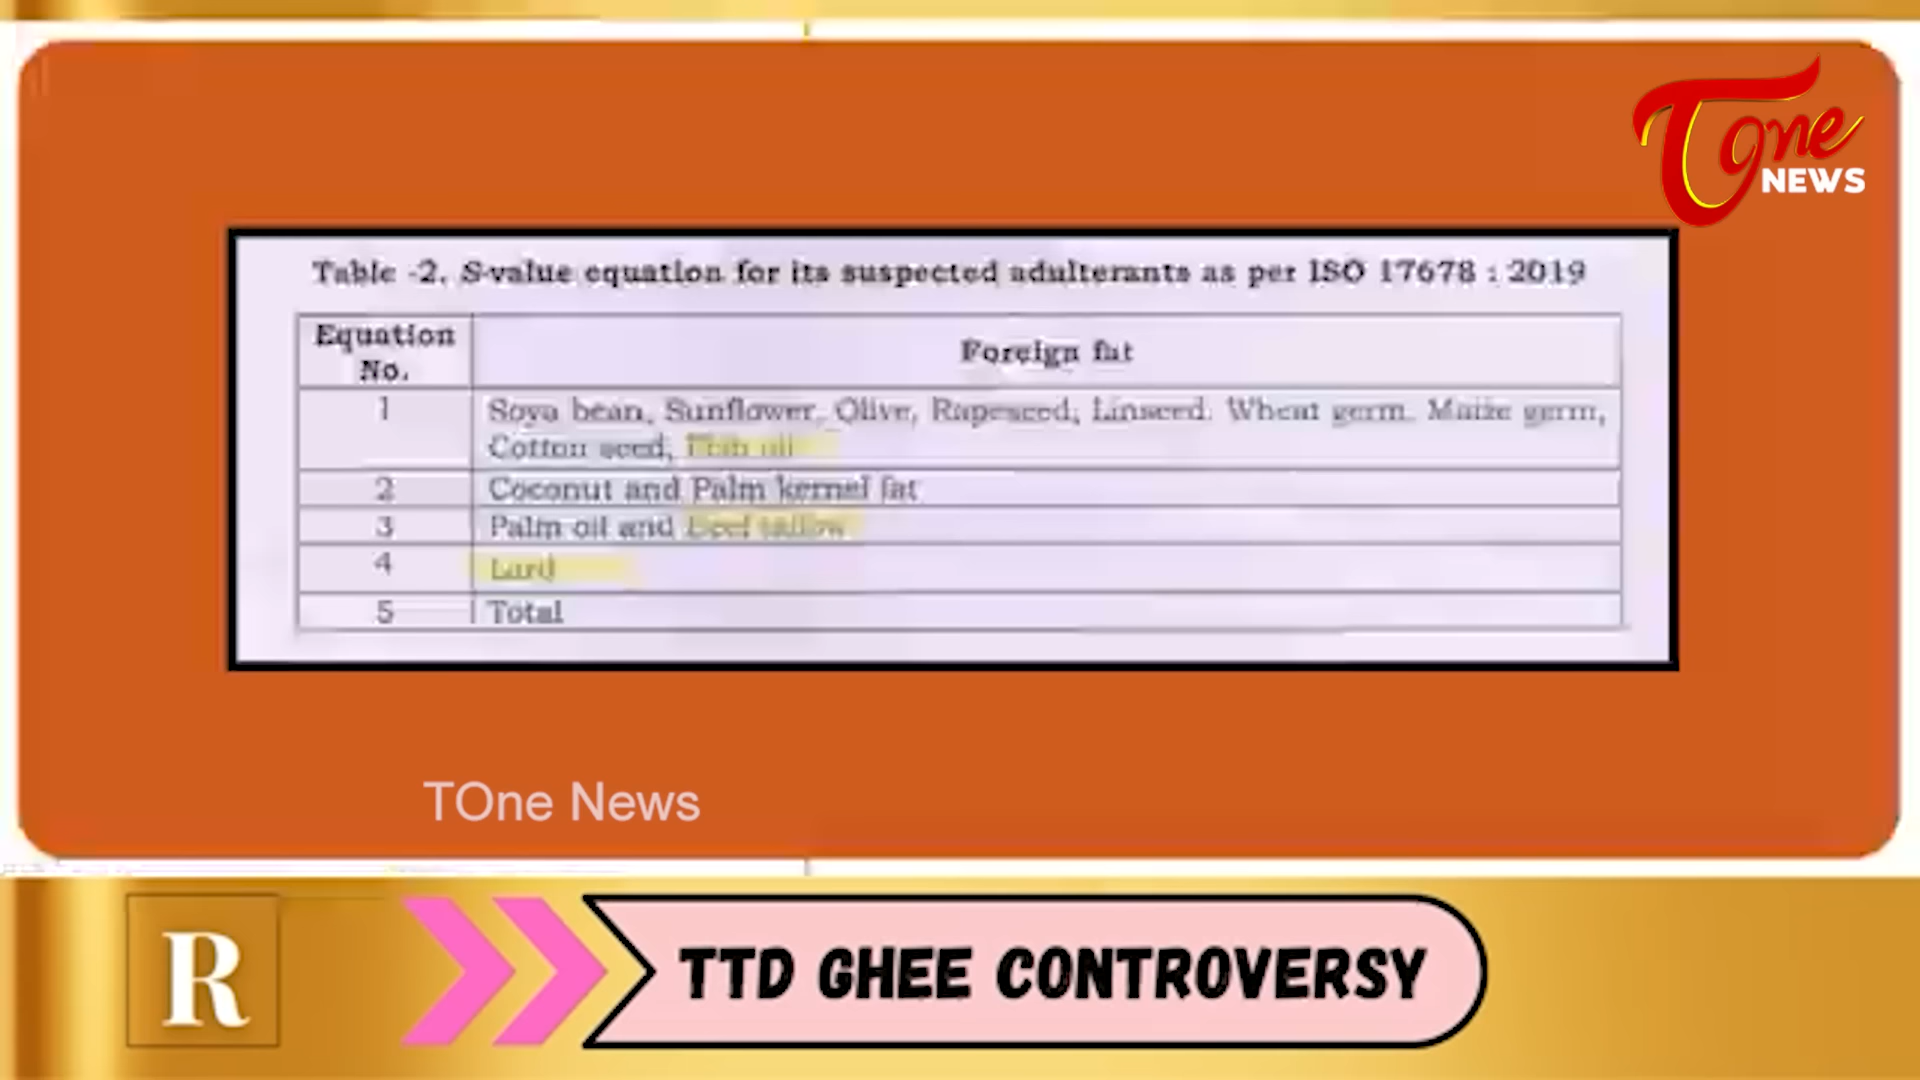 Tone
NEWS
Table -2. S-value equation for its suspected adulterants as per ISO 17678 : 2019
Equation
No.
Foreign fat
1
Soya bean, Sunflower, Olive, Rapeseed, Linseed, Wheat germ, Maize germ,
Cotton seed, Fish oil
2
Coconut and Palm kernel fat
3
Palm oil and Beef tallow
4
Lard
5
Total
TOne News
R
TTD GHEE CONTROVERSY